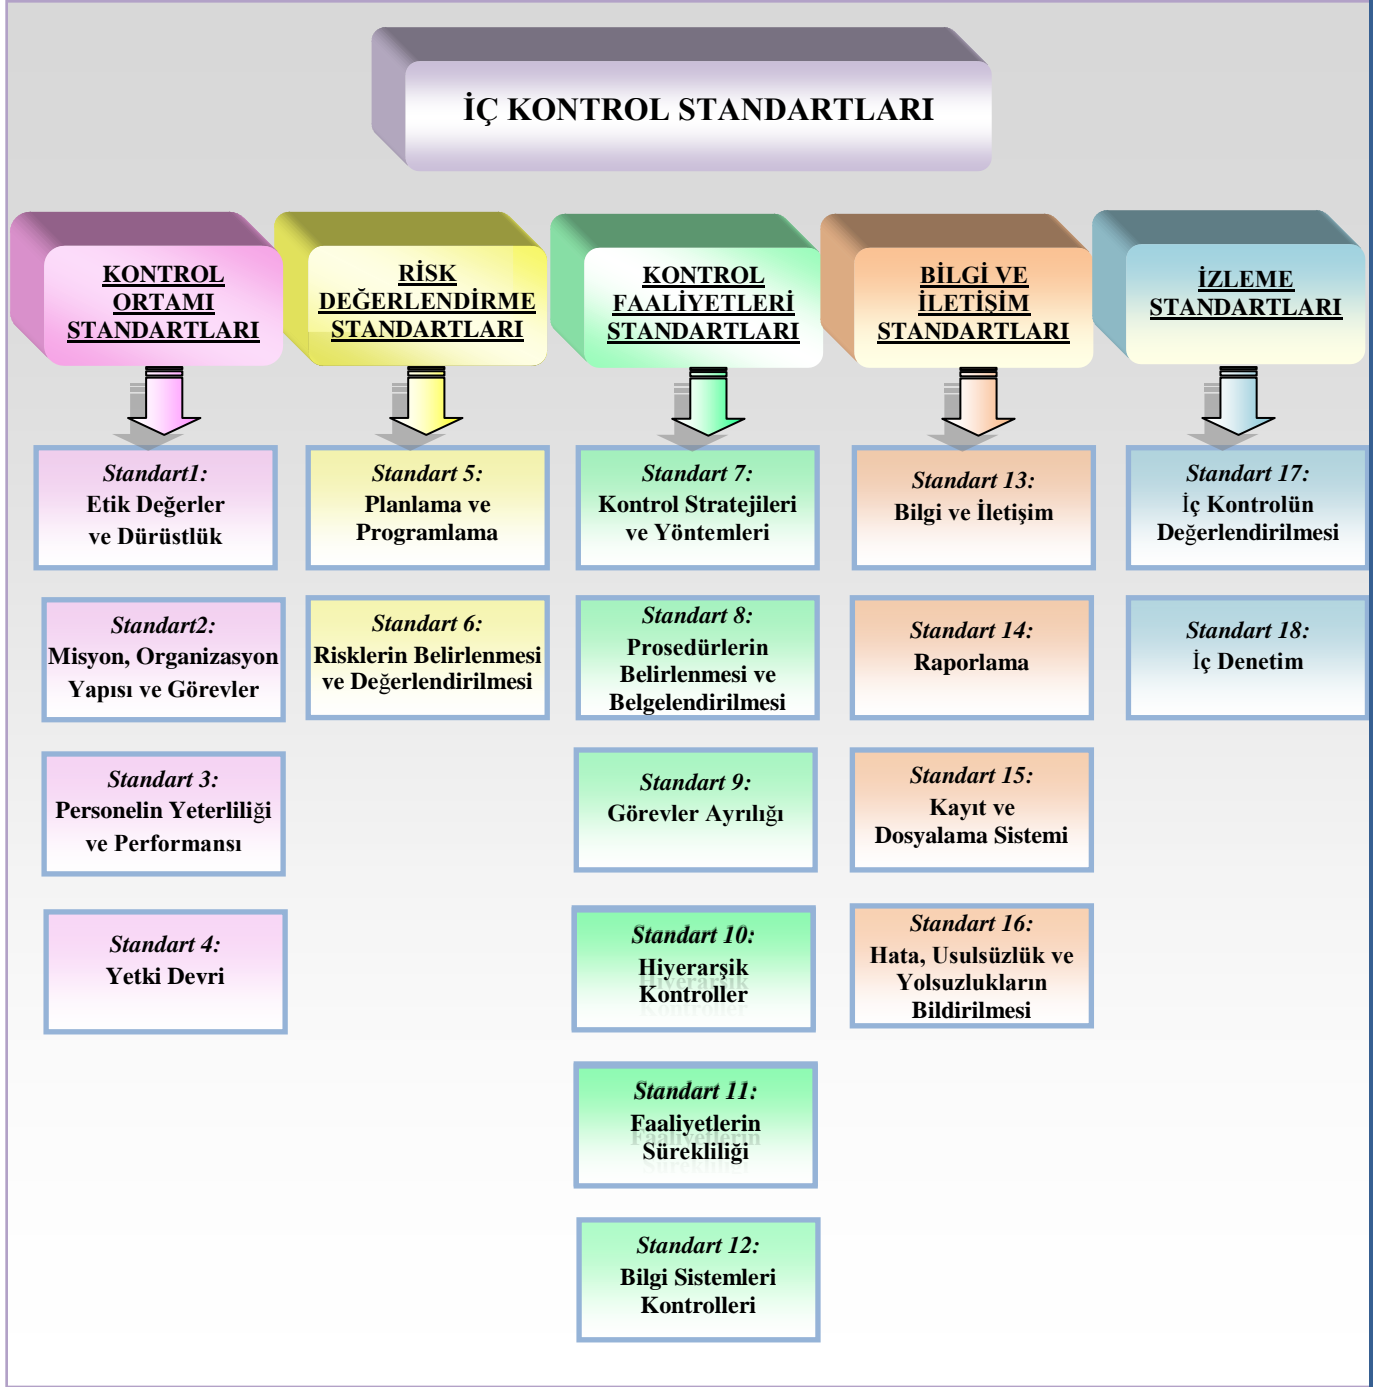 İÇ KONTROL STANDARTLARI
KONTROL
ORTAMI
STANDARTLARI
Standart1:
Etik Değerler
ve Dürüstlük
Standart2:
Misyon, Organizasyon
Yapısı ve Görevler
Standart 3:
Personelin Yeterliliği
ve Performansı
Standart 4:
Yetki Devri
RİSK
DEĞERLENDİRME
STANDARTLARI
Standart 5:
Planlama ve
Programlama
Standart 6:
Risklerin Belirlenmesi
ve Değerlendirilmesi
KONTROL
FAALİYETLERİ
STANDARTLARI
Standart 7:
Kontrol Stratejileri
ve Yöntemleri
Standart 8:
Prosedürlerin
Belirlenmesi ve
Belgelendirilmesi
Standart 9:
Görevler Ayrılığı
Standart 10:
Hiyerarşik
Kontroller
Standart 11:
Faaliyetlerin
Sürekliliği
Standart 12:
Bilgi Sistemleri
Kontrolleri
BİLGİ VE
İLETİŞİM
STANDARTLARI
Standart 13:
Bilgi ve İletişim
Standart 14:
Raporlama
Standart 15:
Kayıt ve
Dosyalama Sistemi
Standart 16:
Hata, Usulsüzlük ve
Yolsuzlukların
Bildirilmesi
İZLEME
STANDARTLARI
Standart 17:
İç Kontrolün
Değerlendirilmesi
Standart 18:
İç Denetim